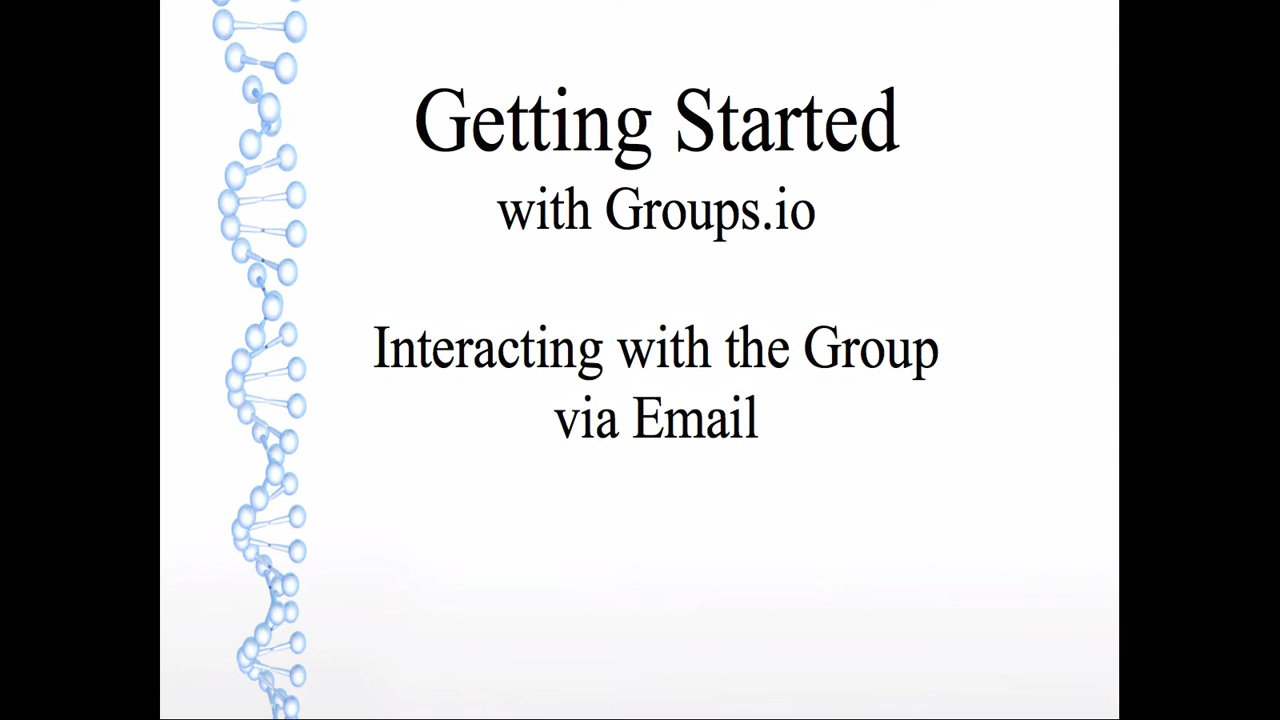 Getting Started
with Groups.io
Interacting with the Group
via Email